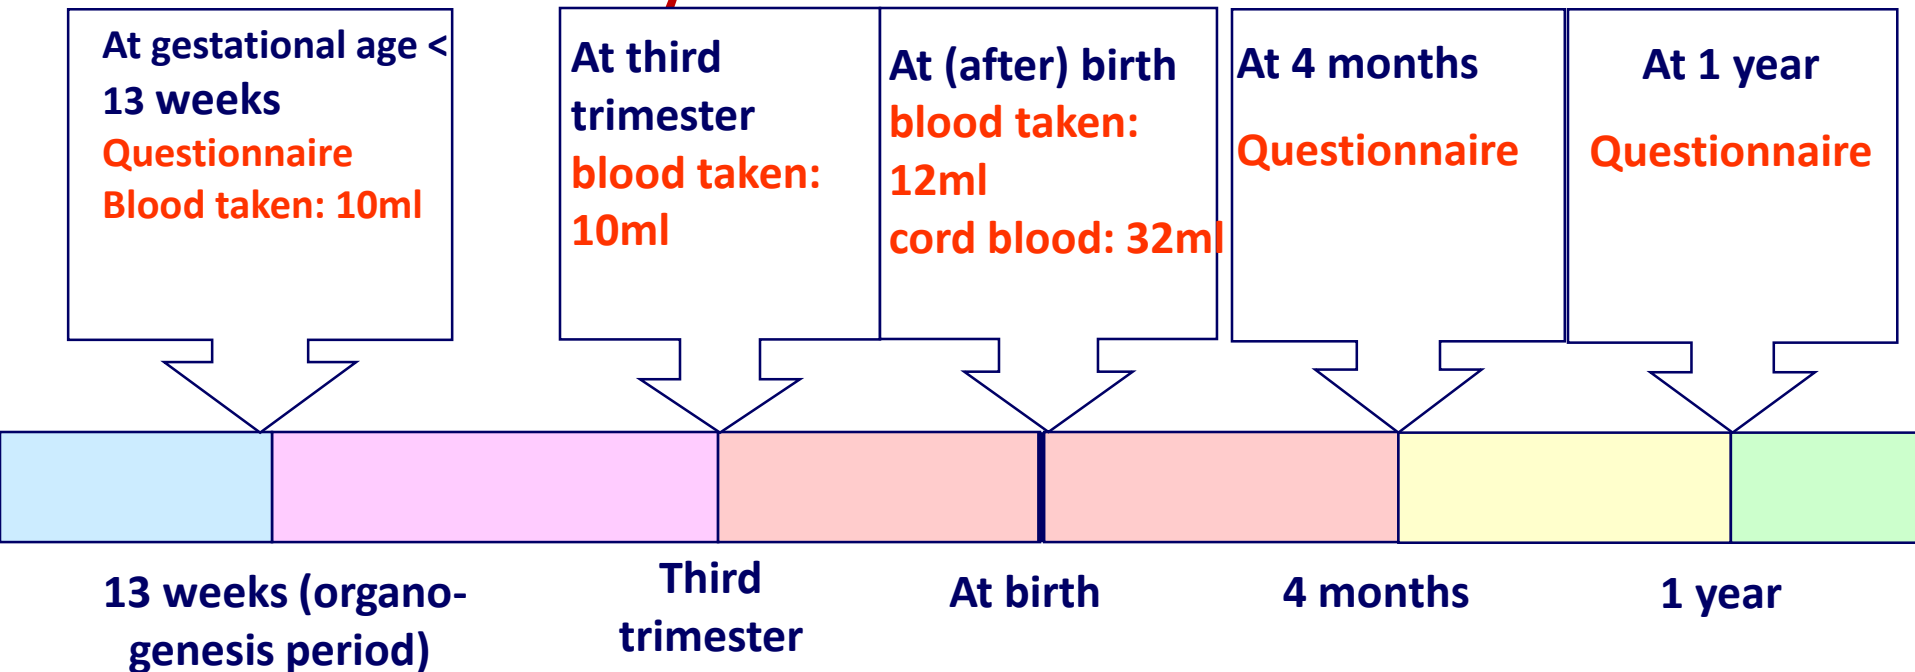 At gestational age <
13 weeks
Questionnaire
Blood taken: 10ml
At third
trimester
blood taken:
10ml
At (after) birth
blood taken:
12ml
cord blood: 32ml
At 4 months
Questionnaire
At 1 year
Questionnaire
13 weeks (organo-
genesis period)
Third
trimester
At birth
4 months
1 year